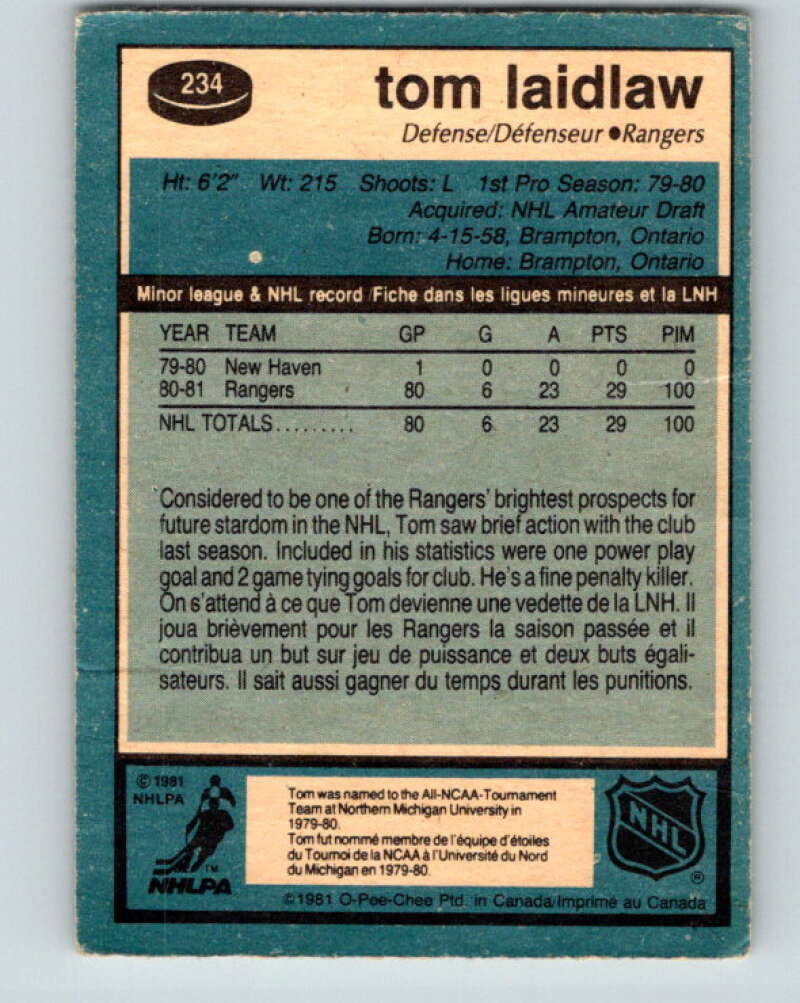 234
tom laidlaw
Defense/Défenseur ●Rangers
Ht: 6'2" Wt: 215 Shoots: L 1st Pro Season: 79-80
Acquired: NHL Amateur Draft
Born: 4-15-58, Brampton, Ontario
Home: Brampton, Ontario
Minor league & NHL record /Fiche dans les ligues mineures et la LNH
YEAR TEAM GP G A PTS PIM
79-80 New Haven 1 0 0 0 0
80-81 Rangers 80 6 23 29 100
NHL TOTALS......... 80 6 23 29 100
Considered to be one of the Rangers' brightest prospects for
future stardom in the NHL, Tom saw brief action with the club
last season. Included in his statistics were one power play
goal and 2 game tying goals for club. He's a fine penalty killer.
On s'attend à ce que Tom devienne une vedette de la LNH. Il
joua brièvement pour les Rangers la saison passée et il
contribua un but sur jeu de puissance et deux buts égali-
sateurs. Il sait aussi gagner du temps durant les punitions.
© 1981
NHLPA
TM
NHLPA
Tom was named to the All-NCAA-Tournament
Team at Northern Michigan University in
1979-80.
Tom fut nommé membre de l'équipe d'étoiles
du Tournoi de la NCAA à l'Université du Nord
du Michigan en 1979-80.
NHL
®
©1981 O-Pee-Chee Ptd. in Canada/Imprimé au Canada